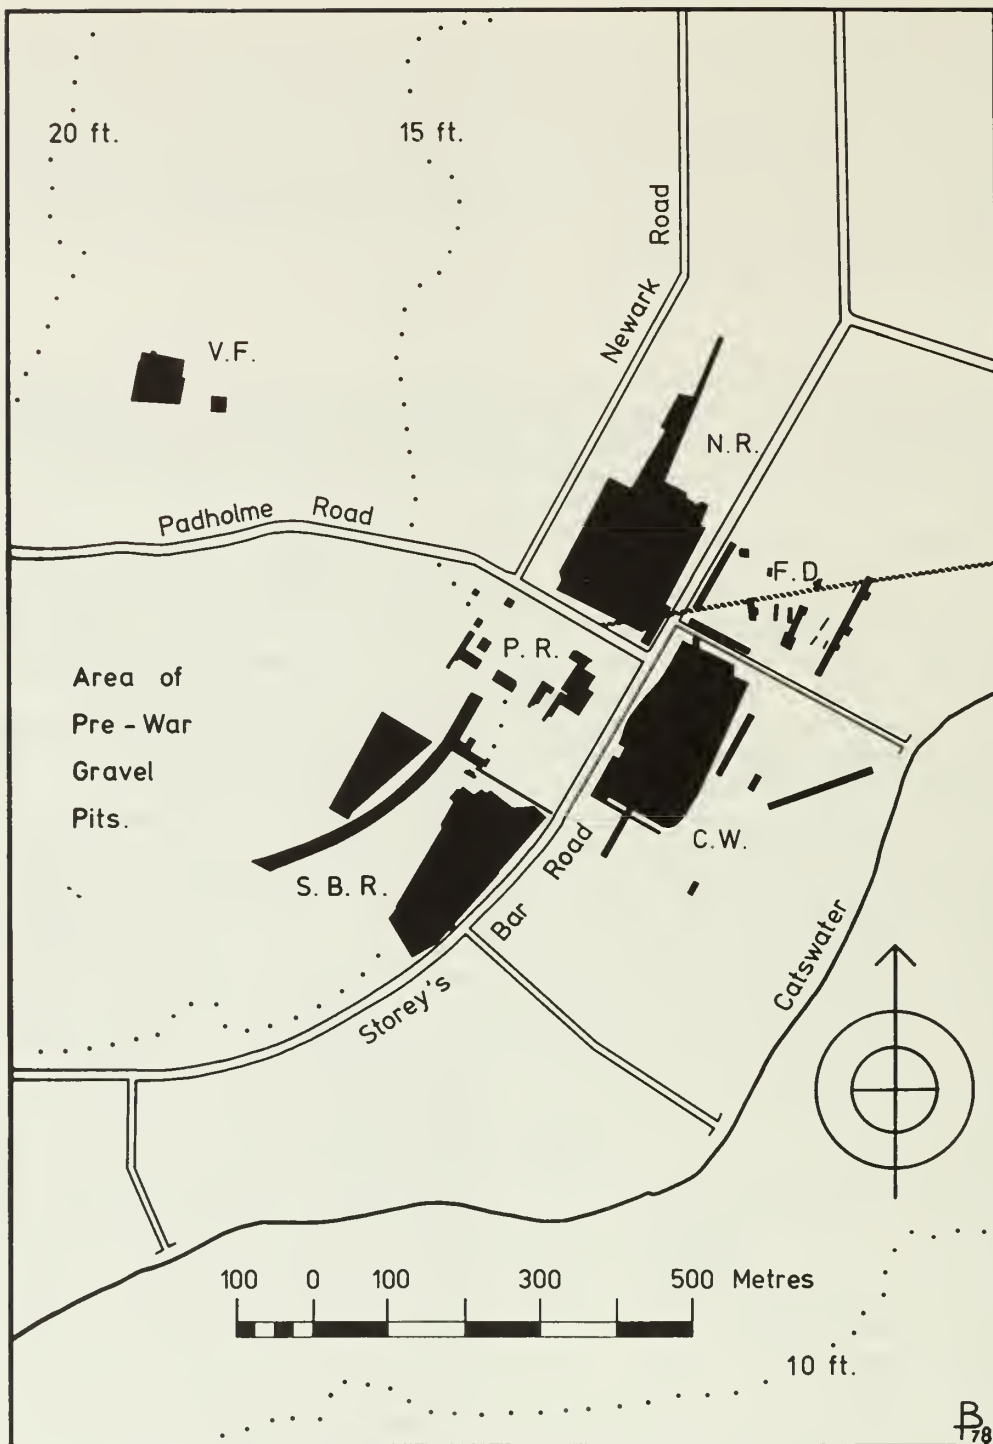 20 ft.
15 ft.
Newark Road
V.F.
N.R.
Padholme Road
F.D.
P.R.
Area of
Pre-War
Gravel
Pits.
S.B.R.
C.W.
Storey's Bar Road
Catswater
100 0 100 300 500 Metres
10 ft.
78